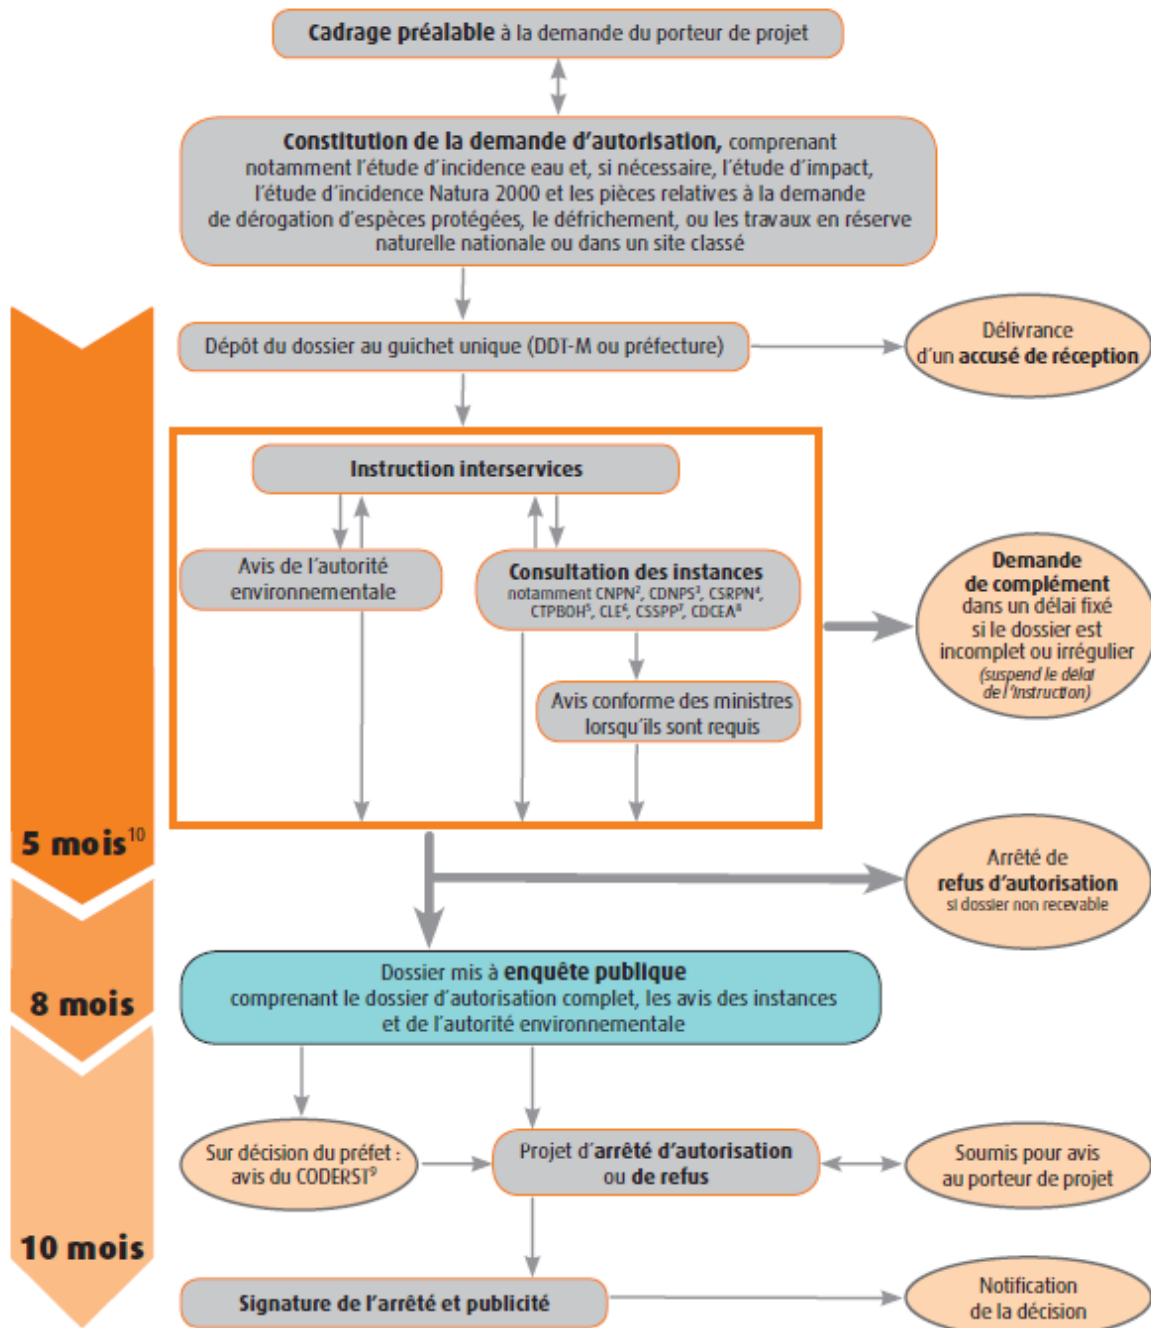 Cadrage préalable à la demande du porteur de projet
Constitution de la demande d'autorisation, comprenant
notamment l'étude d'incidence eau et, si nécessaire, l'étude d'impact,
l'étude d'incidence Natura 2000 et les pièces relatives à la demande
de dérogation d'espèces protégées, le défrichement, ou les travaux en réserve
naturelle nationale ou dans un site classé
Dépôt du dossier au guichet unique (DDT-M ou préfecture)
Délivrance
d'un accusé de réception
Instruction interservices
Avis de l'autorité
environnementale
Consultation des instances
notamment CNPN², CDNPS³, CSRPN⁴,
CTPBOH⁵, CLE⁶, CSSPP⁷, CDCEA⁸
Avis conforme des ministres
lorsqu'ils sont requis
Demande
de complément
dans un délai fixé
si le dossier est
incomplet ou irrégulier
(suspend le délai
de l'instruction)
5 mois¹⁰
Arrêté de
refus d'autorisation
si dossier non recevable
8 mois
Dossier mis à enquête publique
comprenant le dossier d'autorisation complet, les avis des instances
et de l'autorité environnementale
Sur décision du préfet :
avis du CODERST⁹
Projet d'arrêté d'autorisation
ou de refus
Soumis pour avis
au porteur de projet
10 mois
Signature de l'arrêté et publicité
Notification
de la décision